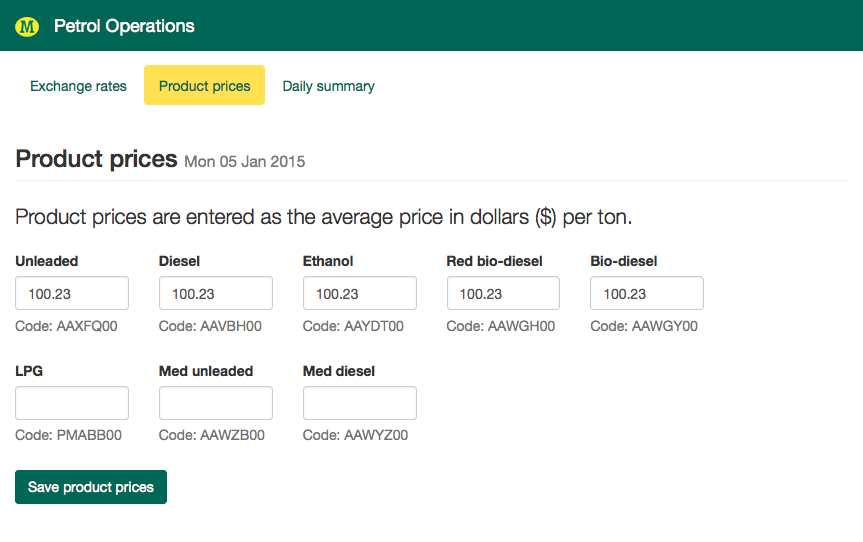 M Petrol Operations
Exchange rates Product prices Daily summary
Product prices Mon 05 Jan 2015
Product prices are entered as the average price in dollars ($) per ton.
Unleaded Diesel Ethanol Red bio-diesel Bio-diesel
100.23 100.23 100.23 100.23 100.23
Code: AAXFQ00 Code: AAVBH00 Code: AAYDT00 Code: AAWGH00 Code: AAWGY00
LPG Med unleaded Med diesel
Code: PMABB00 Code: AAWZB00 Code: AAWYZ00
Save product prices